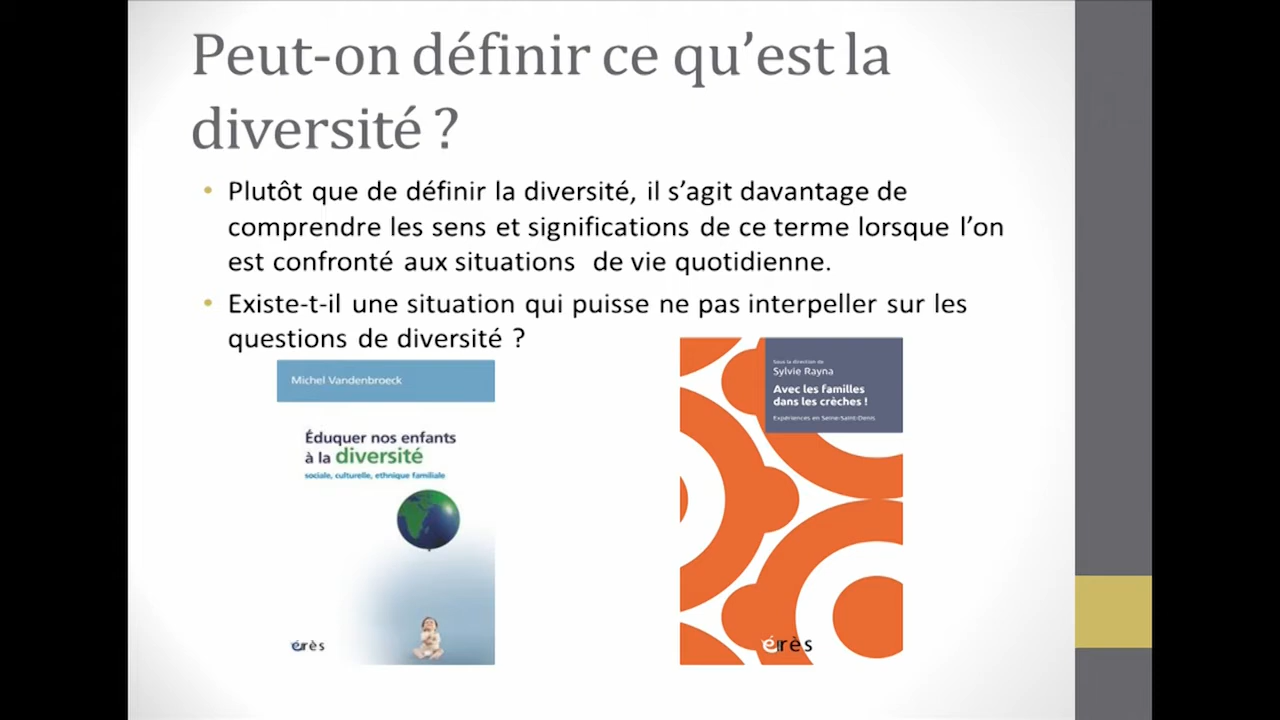 Peut-on définir ce qu’est la
diversité ?
• Plutôt que de définir la diversité, il s’agit davantage de
comprendre les sens et significations de ce terme lorsque l’on
est confronté aux situations de vie quotidienne.
• Existe-t-il une situation qui puisse ne pas interpeller sur les
questions de diversité ?
Michel Vandenbroeck
Éduquer nos enfants
à la diversité
sociale, culturelle, ethnique familiale
érès
Sous la direction de
Sylvie Rayna
Avec les familles
dans les crèches !
Expériences en Seine-Saint-Denis
érès